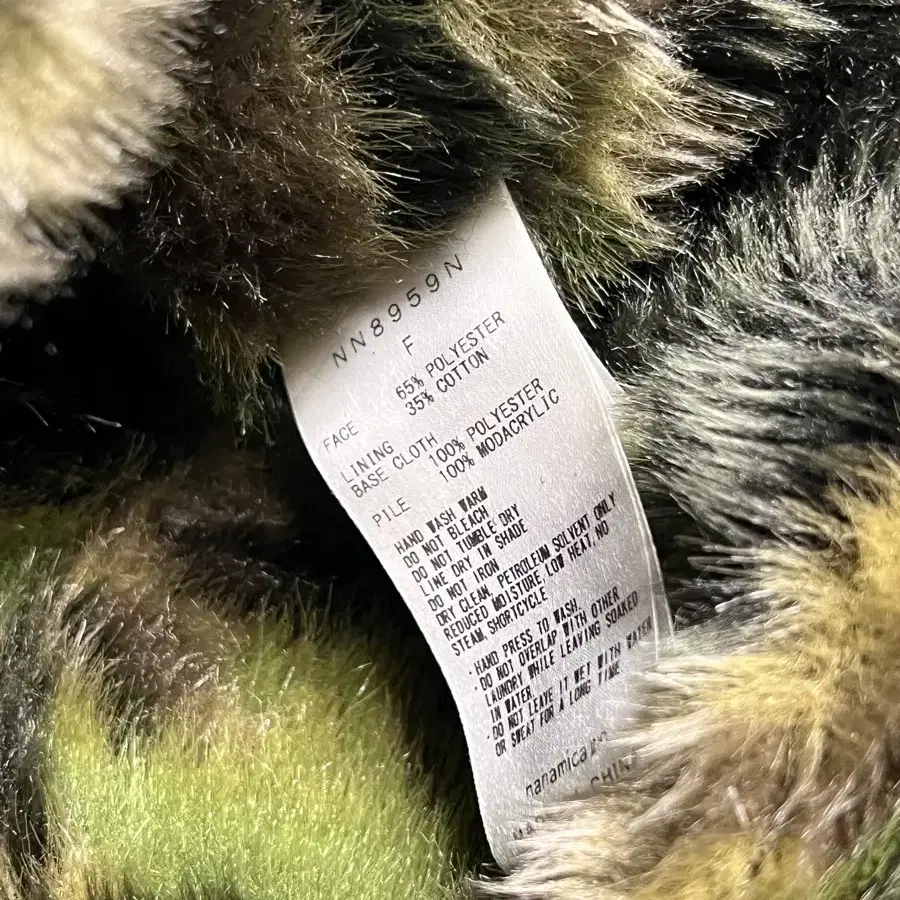 NN8959N
F
FACE 65% POLYESTER
35% COTTON
LINING
BASE CLOTH 100% POLYESTER
PILE 100% MODACRYLIC
HAND WASH WARM
DO NOT BLEACH
DO NOT TUMBLE DRY
LINE DRY IN SHADE
DO NOT IRON
DRY CLEAN, PETROLEUM SOLVENT ONLY
REDUCED MOISTURE, LOW HEAT, NO
STEAM, SHORTCYCLE
・HAND PRESS TO WASH.
・DO NOT OVERLAP WITH OTHER
LAUNDRY WHILE LEAVING SOAKED
IN WATER.
・DO NOT LEAVE IT WET WITH WATER
OR SWEAT FOR A LONG TIME
nanamica